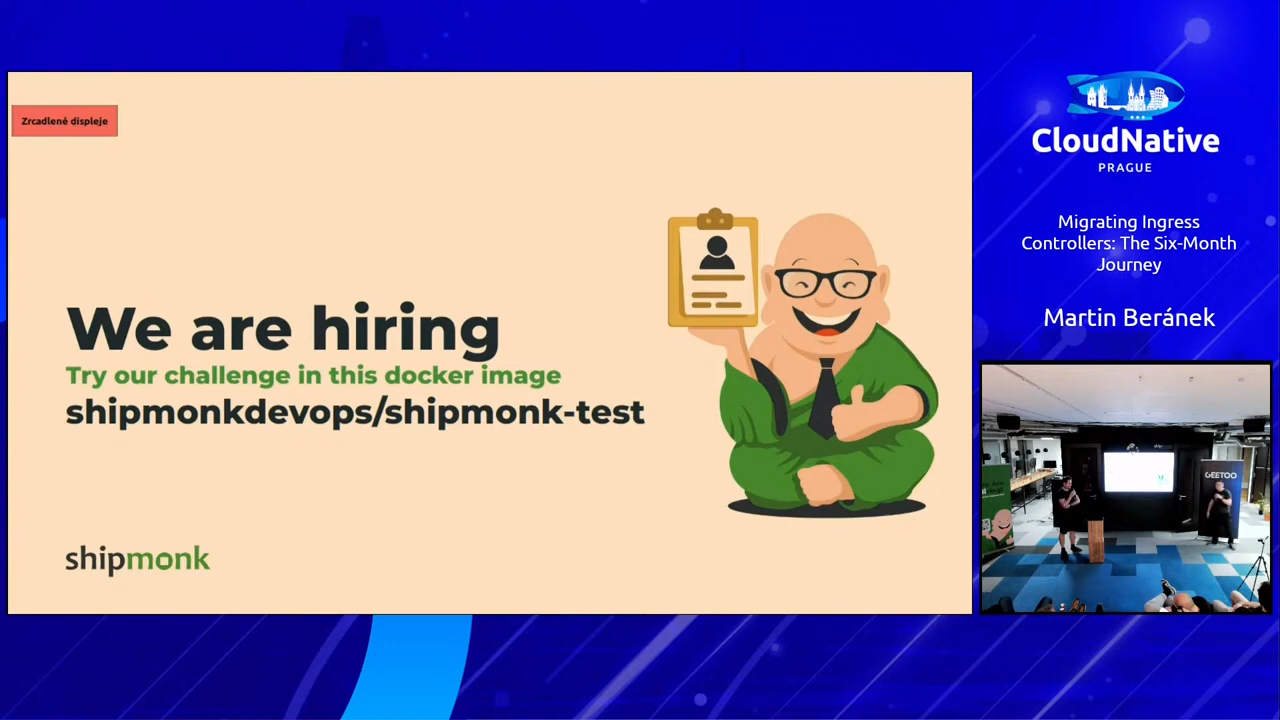 Zrcadlené displeje
We are hiring
Try our challenge in this docker image
shipmonkdevops/shipmonk-test
shipmonk
CloudNative
PRAGUE
Migrating Ingress
Controllers: The Six-Month
Journey
Martin Beránek
GEETOO